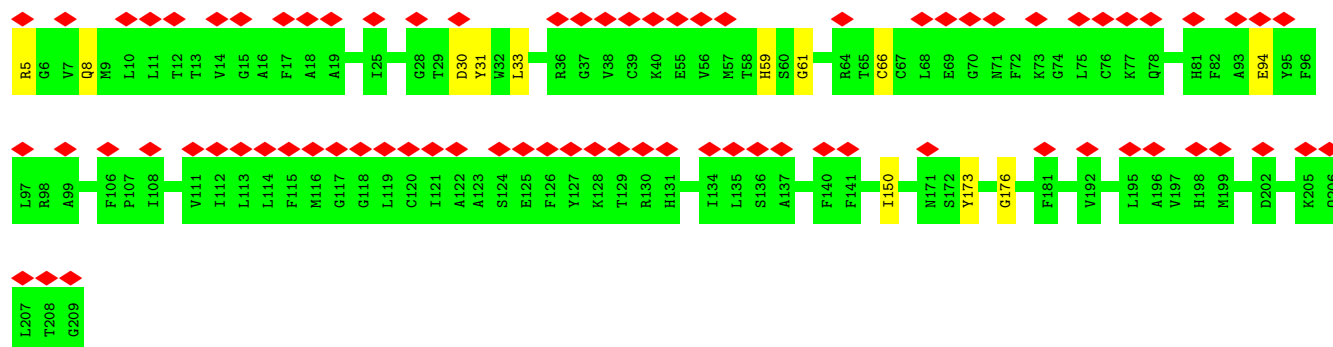 R5 G6 V7 Q8 M9 L10 L11 T12 T13 V14 G15 A16 F17 A18 A19 I25 G28 T29 D30 Y31 W32 L33 R36 G37 V38 C39 K40 E55 V56 M57 T58 H59 S60 G61 R64 T65 C66 C67 L68 E69 G70 N71 F72 K73 G74 L75 C76 K77 Q78 H81 F82 A93 E94 Y95 F96
L97 R98 A99 F106 P107 I108 V111 I112 L113 L114 F115 M116 G117 G118 L119 C120 I121 A122 A123 S124 E125 F126 Y127 K128 T129 R130 H131 I134 L135 S136 A137 F140 F141 I150 N171 S172 Y173 G176 F181 V192 L195 A196 V197 H198 M199 D202 K205
L207 T208 G209